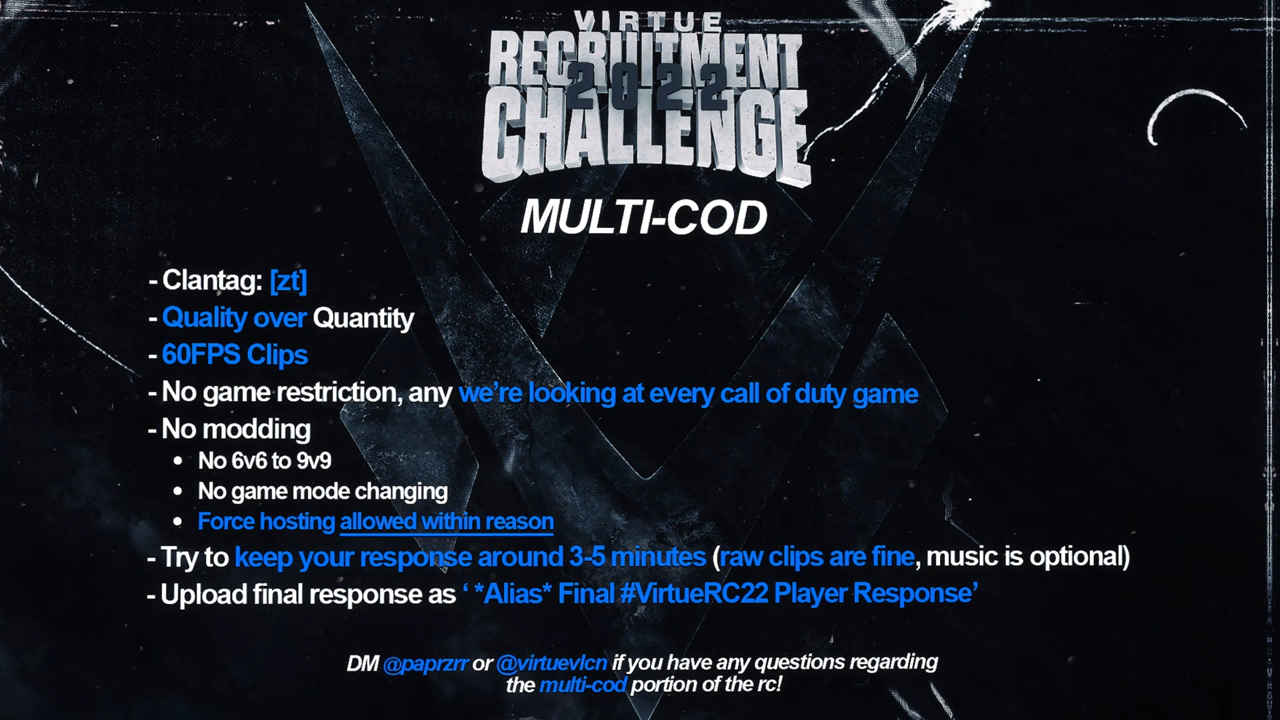 VIRTUE
RECRUITMENT
2022
CHALLENGE
MULTI-COD
- Clantag: [zt]
- Quality over Quantity
- 60FPS Clips
- No game restriction, any we're looking at every call of duty game
- No modding
• No 6v6 to 9v9
• No game mode changing
• Force hosting allowed within reason
- Try to keep your response around 3-5 minutes (raw clips are fine, music is optional)
- Upload final response as ‘ *Alias* Final #VirtueRC22 Player Response’
DM @paprzrr or @virtuevlcn if you have any questions regarding
the multi-cod portion of the rc!